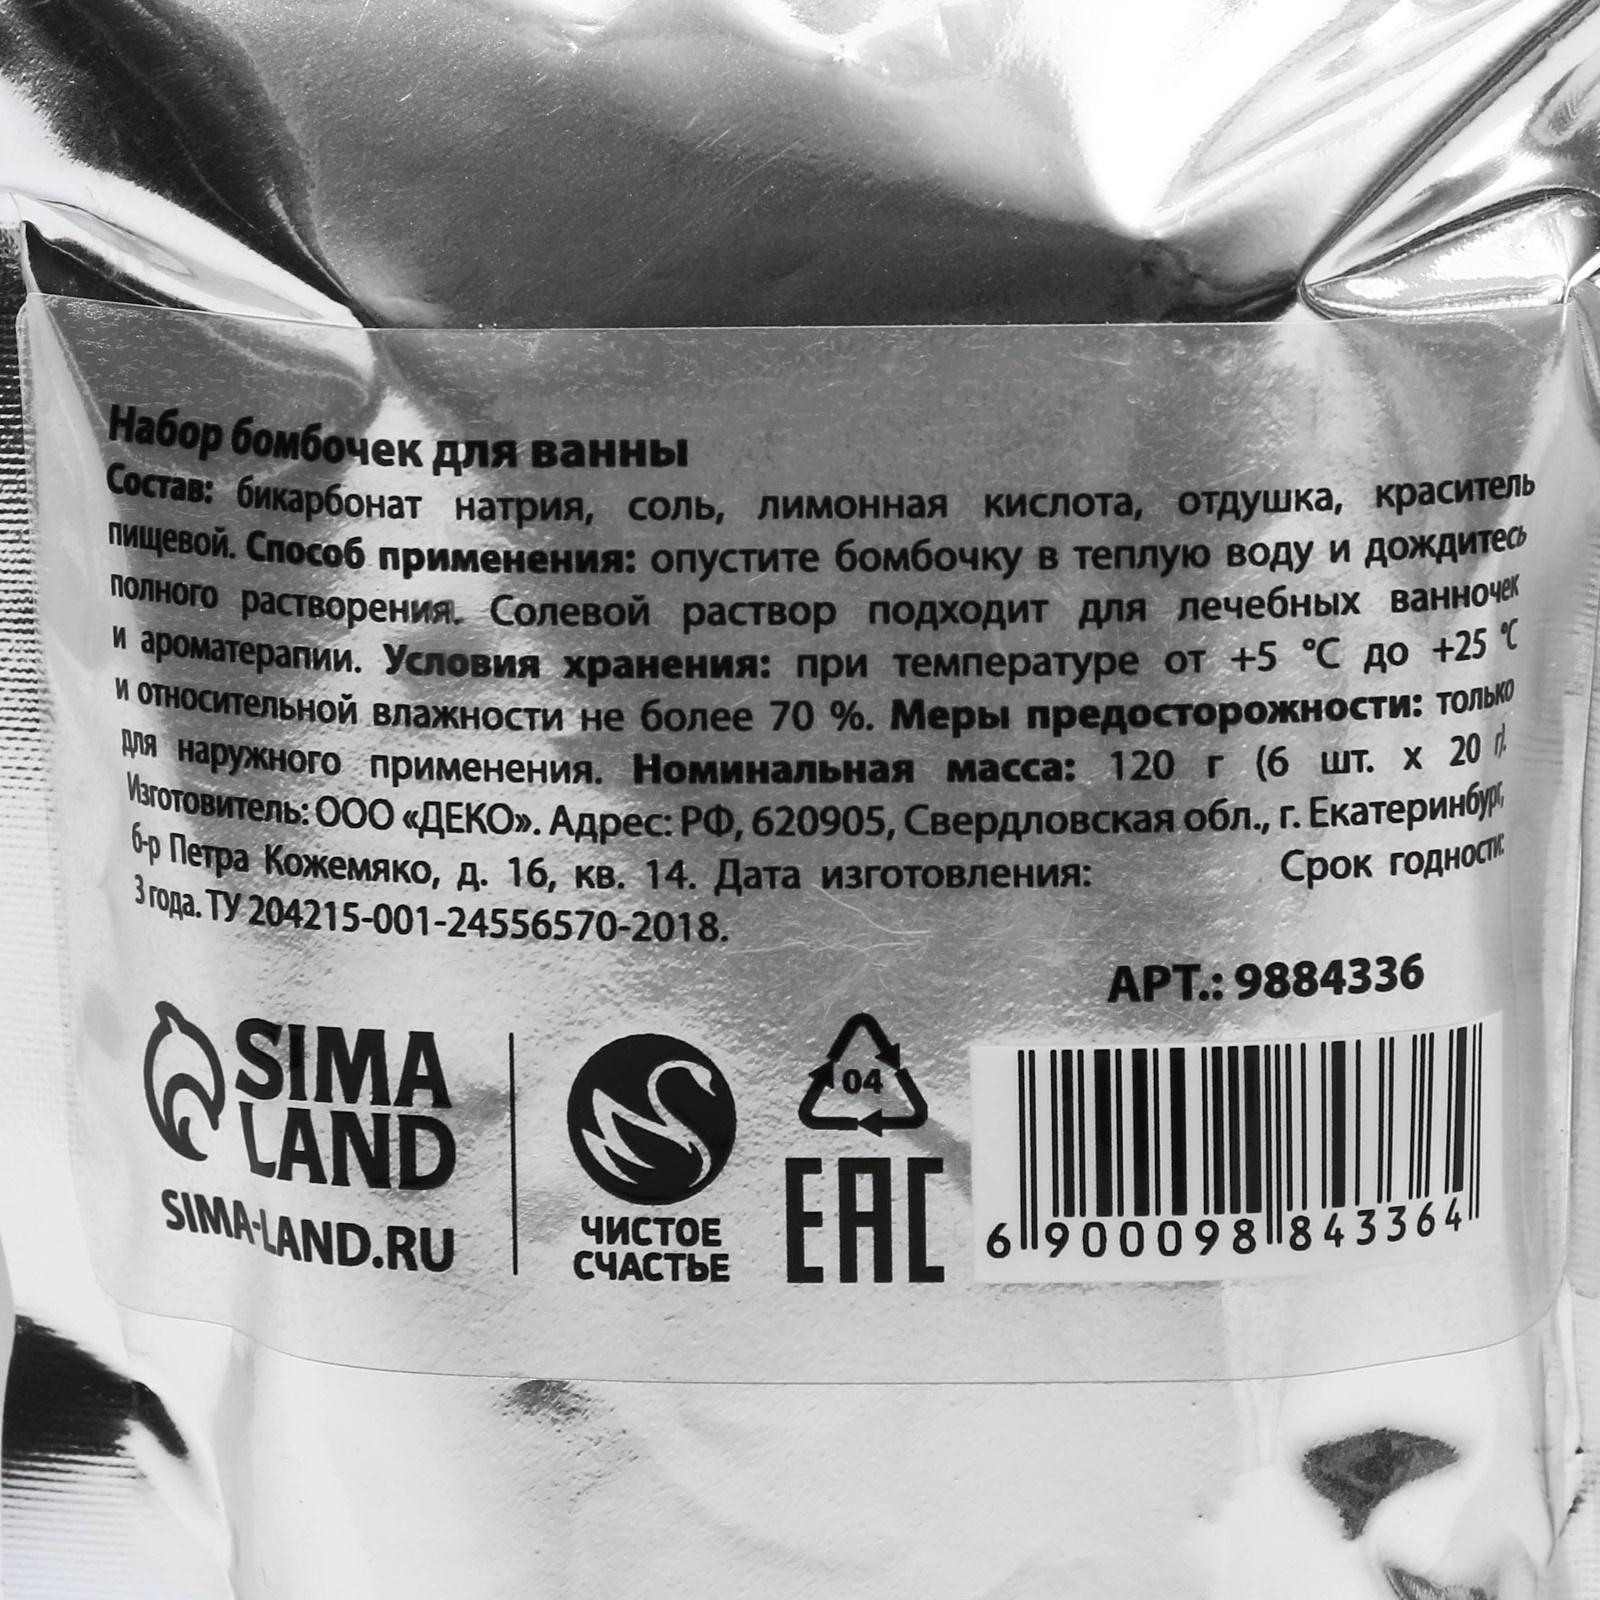 Набор бомбочек для ванны
Состав: бикарбонат натрия, соль, лимонная кислота, отдушка, краситель
пищевой. Способ применения: опустите бомбочку в теплую воду и дождитесь
полного растворения. Солевой раствор подходит для лечебных ванночек
и ароматерапии. Условия хранения: при температуре от +5 °C до +25 °C
и относительной влажности не более 70 %. Меры предосторожности: только
для наружного применения. Номинальная масса: 120 г (6 шт. х 20 г).
Изготовитель: ООО «ДЕКО». Адрес: РФ, 620905, Свердловская обл., г. Екатеринбург,
б-р Петра Кожемяко, д. 16, кв. 14. Дата изготовления: Срок годности:
3 года. ТУ 204215-001-24556570-2018.
АРТ.: 9884336
SIMA
LAND
SIMA-LAND.RU
ЧИСТОЕ
СЧАСТЬЕ
04
EAC
6 900098 843364